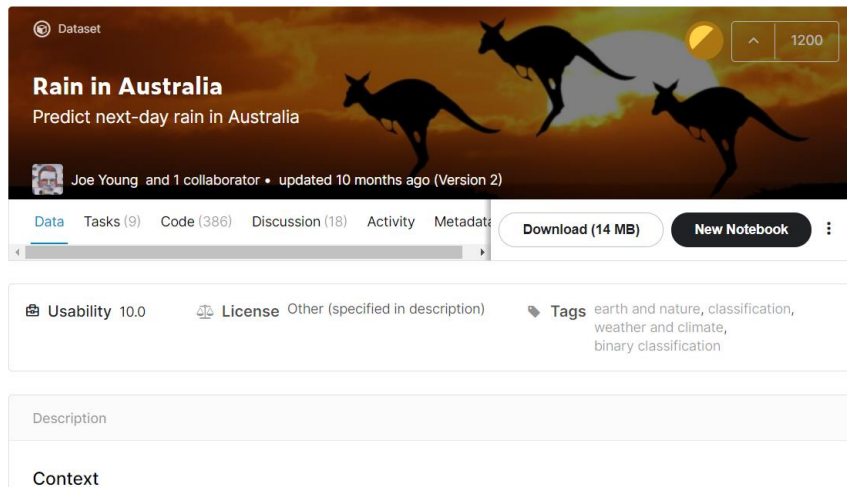 Dataset
1200
Rain in Australia
Predict next-day rain in Australia
Joe Young and 1 collaborator • updated 10 months ago (Version 2)
Data Tasks (9) Code (386) Discussion (18) Activity Metadata Download (14 MB) New Notebook
Usability 10.0 License Other (specified in description) Tags earth and nature, classification,
weather and climate,
binary classification
Description
Context